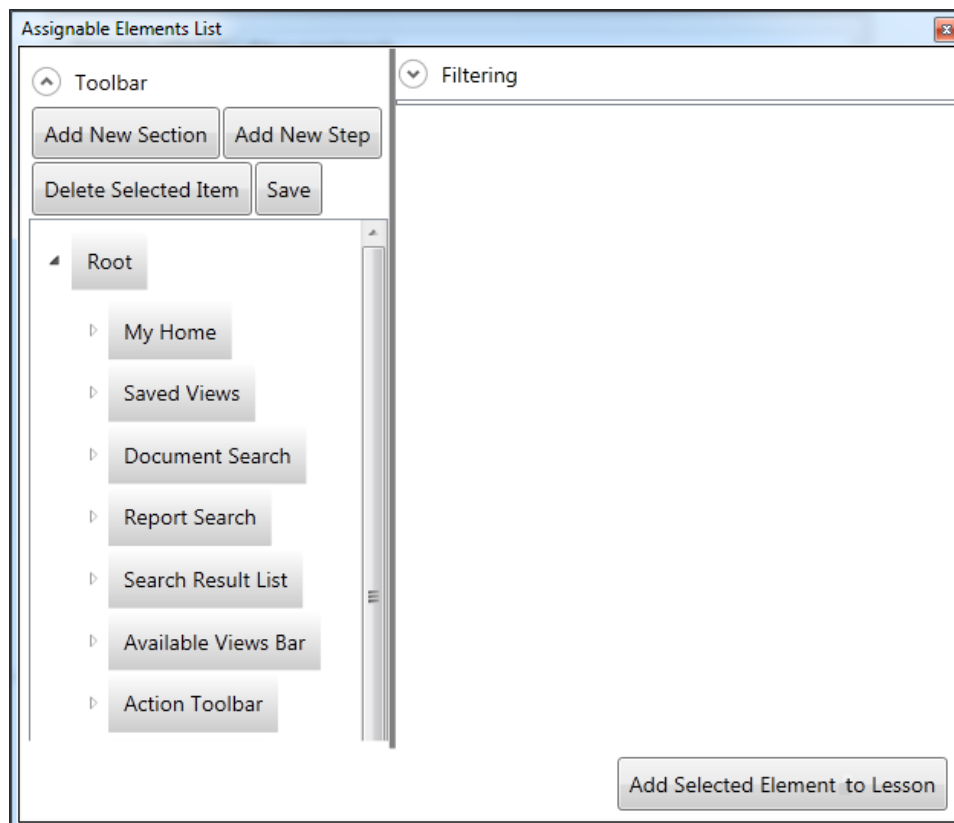 Assignable Elements List
Toolbar
Add New Section
Add New Step
Delete Selected Item
Save
Root
My Home
Saved Views
Document Search
Report Search
Search Result List
Available Views Bar
Action Toolbar
Filtering
Add Selected Element to Lesson